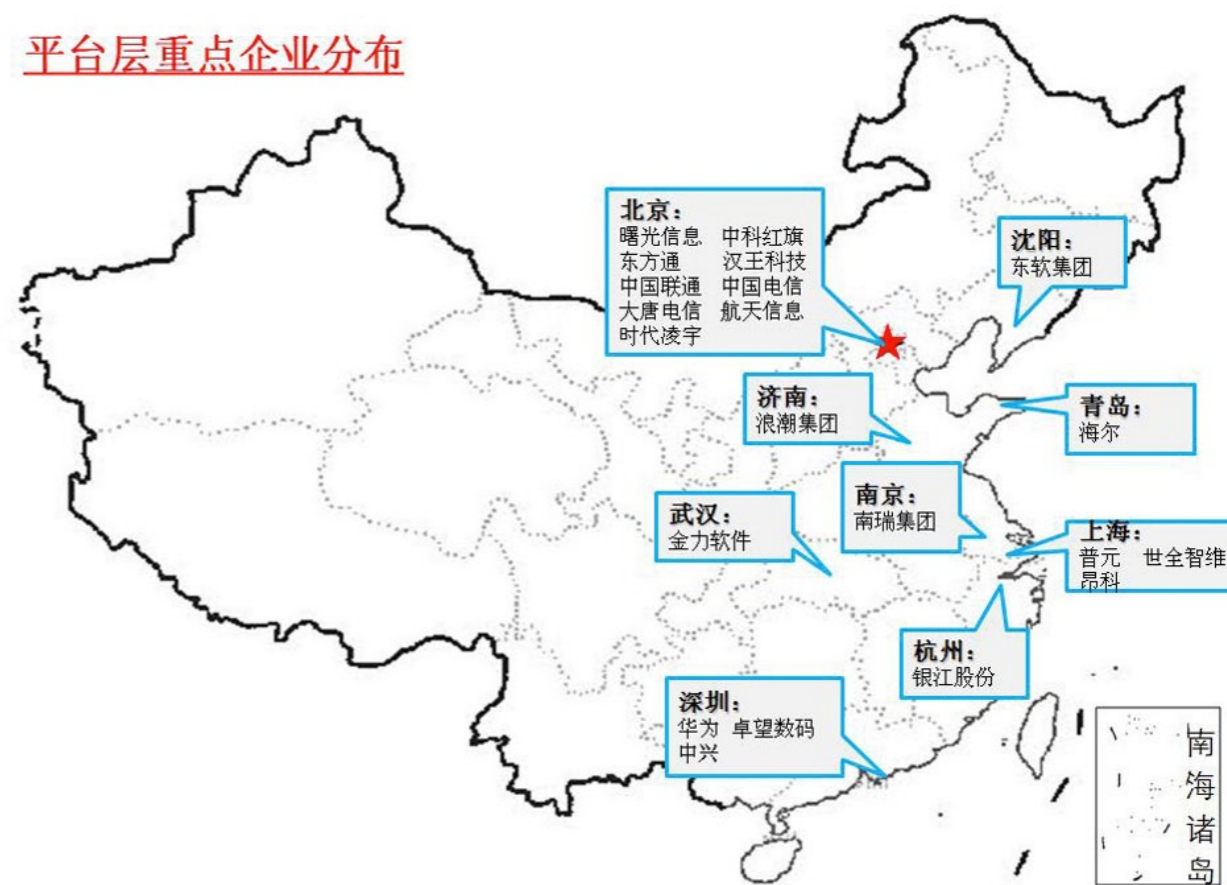 平台层重点企业分布
北京：
曙光信息 中科红旗
东方通 汉王科技
中国联通 中国电信
大唐电信 航天信息
时代凌宇
沈阳：
东软集团
济南：
浪潮集团
青岛：
海尔
南京：
南瑞集团
武汉：
金力软件
上海：
普元 世全智维
昂科
杭州：
银江股份
深圳：
华为 卓望数码
中兴
南海诸岛